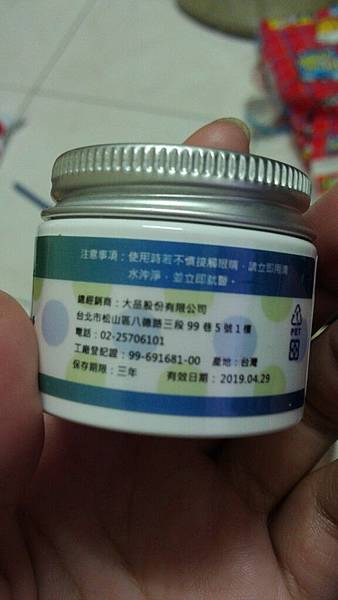 注意事項：使用時若不慎接觸眼睛，請立即用清
水沖淨，並立即就醫。
總經銷商：大品股份有限公司
台北市松山區八德路三段 99 巷 5 號 1 樓
電話：02-25706101
工廠登記證：99-691681-00 產地：台灣
保存期限：三年 有效日期：2019.04.29